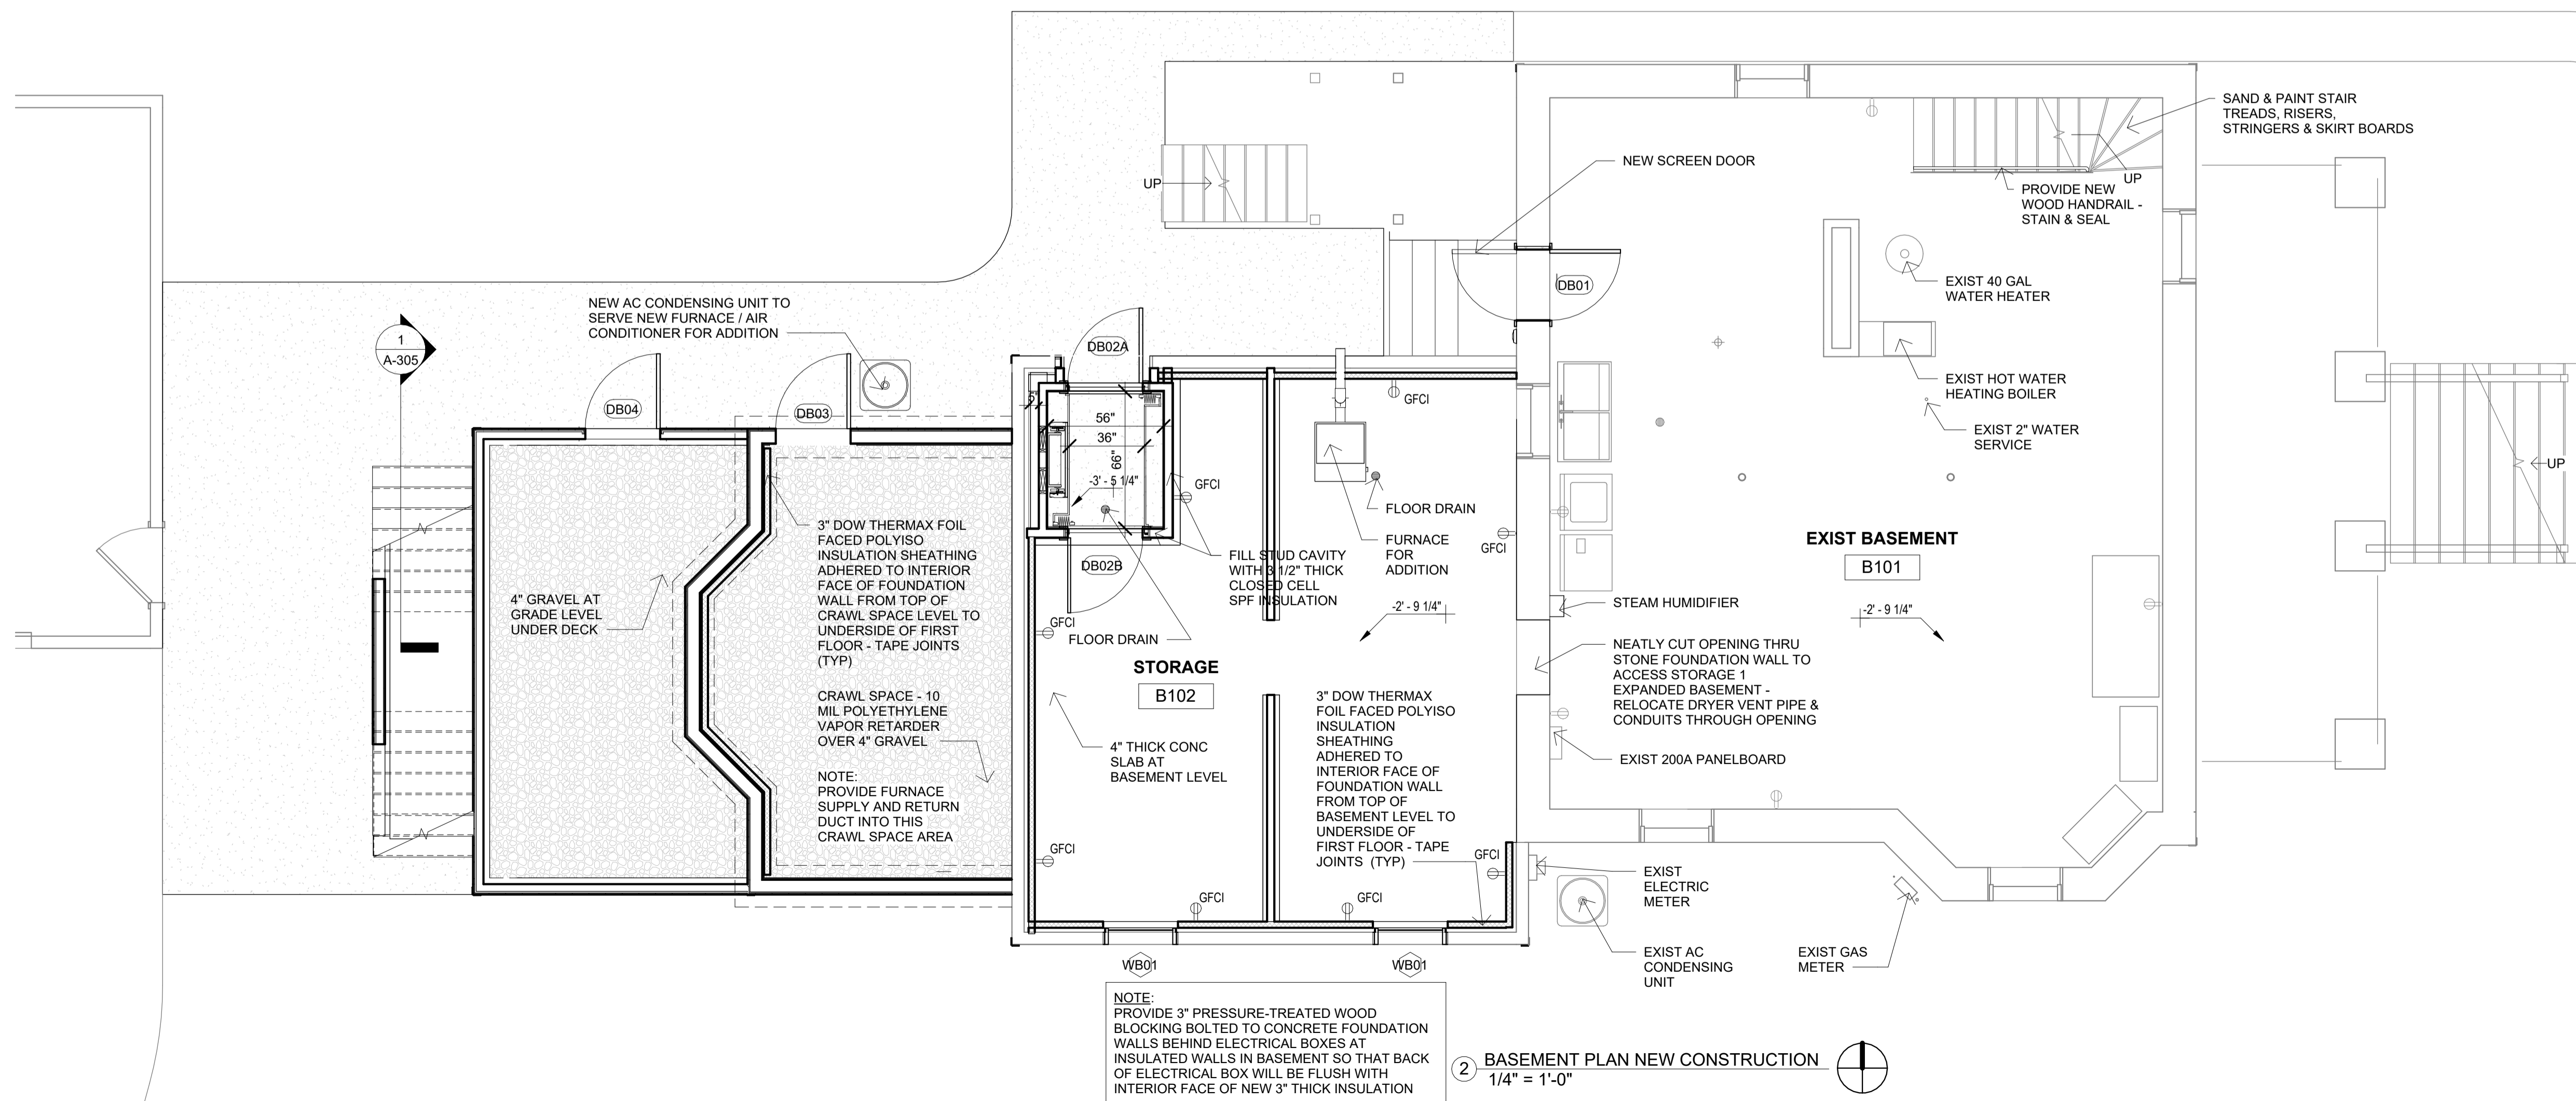 SAND & PAINT STAIR
TREADS, RISERS,
STRINGERS & SKIRT BOARDS
NEW SCREEN DOOR
UP
UP
PROVIDE NEW
WOOD HANDRAIL -
STAIN & SEAL
EXIST 40 GAL
WATER HEATER
DB01
NEW AC CONDENSING UNIT TO
SERVE NEW FURNACE / AIR
CONDITIONER FOR ADDITION
1
A-305
DB02A
EXIST HOT WATER
HEATING BOILER
DB04
DB03
5"
56"
36"
66"
-3' - 5 1/4"
GFCI
GFCI
EXIST 2" WATER
SERVICE
UP
FLOOR DRAIN
FURNACE
FOR
ADDITION
GFCI
3" DOW THERMAX FOIL
FACED POLYISO
INSULATION SHEATHING
ADHERED TO INTERIOR
FACE OF FOUNDATION
WALL FROM TOP OF
CRAWL SPACE LEVEL TO
UNDERSIDE OF FIRST
FLOOR - TAPE JOINTS
(TYP)
FILL STUD CAVITY
WITH 3 1/2" THICK
CLOSED CELL
SPF INSULATION
DB02B
EXIST BASEMENT
B101
4" GRAVEL AT
GRADE LEVEL
UNDER DECK
GFCI
FLOOR DRAIN
-2' - 9 1/4"
STEAM HUMIDIFIER
-2' - 9 1/4"
STORAGE
B102
NEATLY CUT OPENING THRU
STONE FOUNDATION WALL TO
ACCESS STORAGE 1
EXPANDED BASEMENT -
RELOCATE DRYER VENT PIPE &
CONDUITS THROUGH OPENING
CRAWL SPACE - 10
MIL POLYETHYLENE
VAPOR RETARDER
OVER 4" GRAVEL
NOTE:
PROVIDE FURNACE
SUPPLY AND RETURN
DUCT INTO THIS
CRAWL SPACE AREA
4" THICK CONC
SLAB AT
BASEMENT LEVEL
3" DOW THERMAX
FOIL FACED POLYISO
INSULATION
SHEATHING
ADHERED TO
INTERIOR FACE OF
FOUNDATION WALL
FROM TOP OF
BASEMENT LEVEL TO
UNDERSIDE OF
FIRST FLOOR - TAPE
JOINTS (TYP)
EXIST 200A PANELBOARD
GFCI
GFCI
GFCI
GFCI
EXIST
ELECTRIC
METER
EXIST AC
CONDENSING
UNIT
EXIST GAS
METER
WB01
WB01
NOTE:
PROVIDE 3" PRESSURE-TREATED WOOD
BLOCKING BOLTED TO CONCRETE FOUNDATION
WALLS BEHIND ELECTRICAL BOXES AT
INSULATED WALLS IN BASEMENT SO THAT BACK
OF ELECTRICAL BOX WILL BE FLUSH WITH
INTERIOR FACE OF NEW 3" THICK INSULATION
2
BASEMENT PLAN NEW CONSTRUCTION
1/4" = 1'-0"